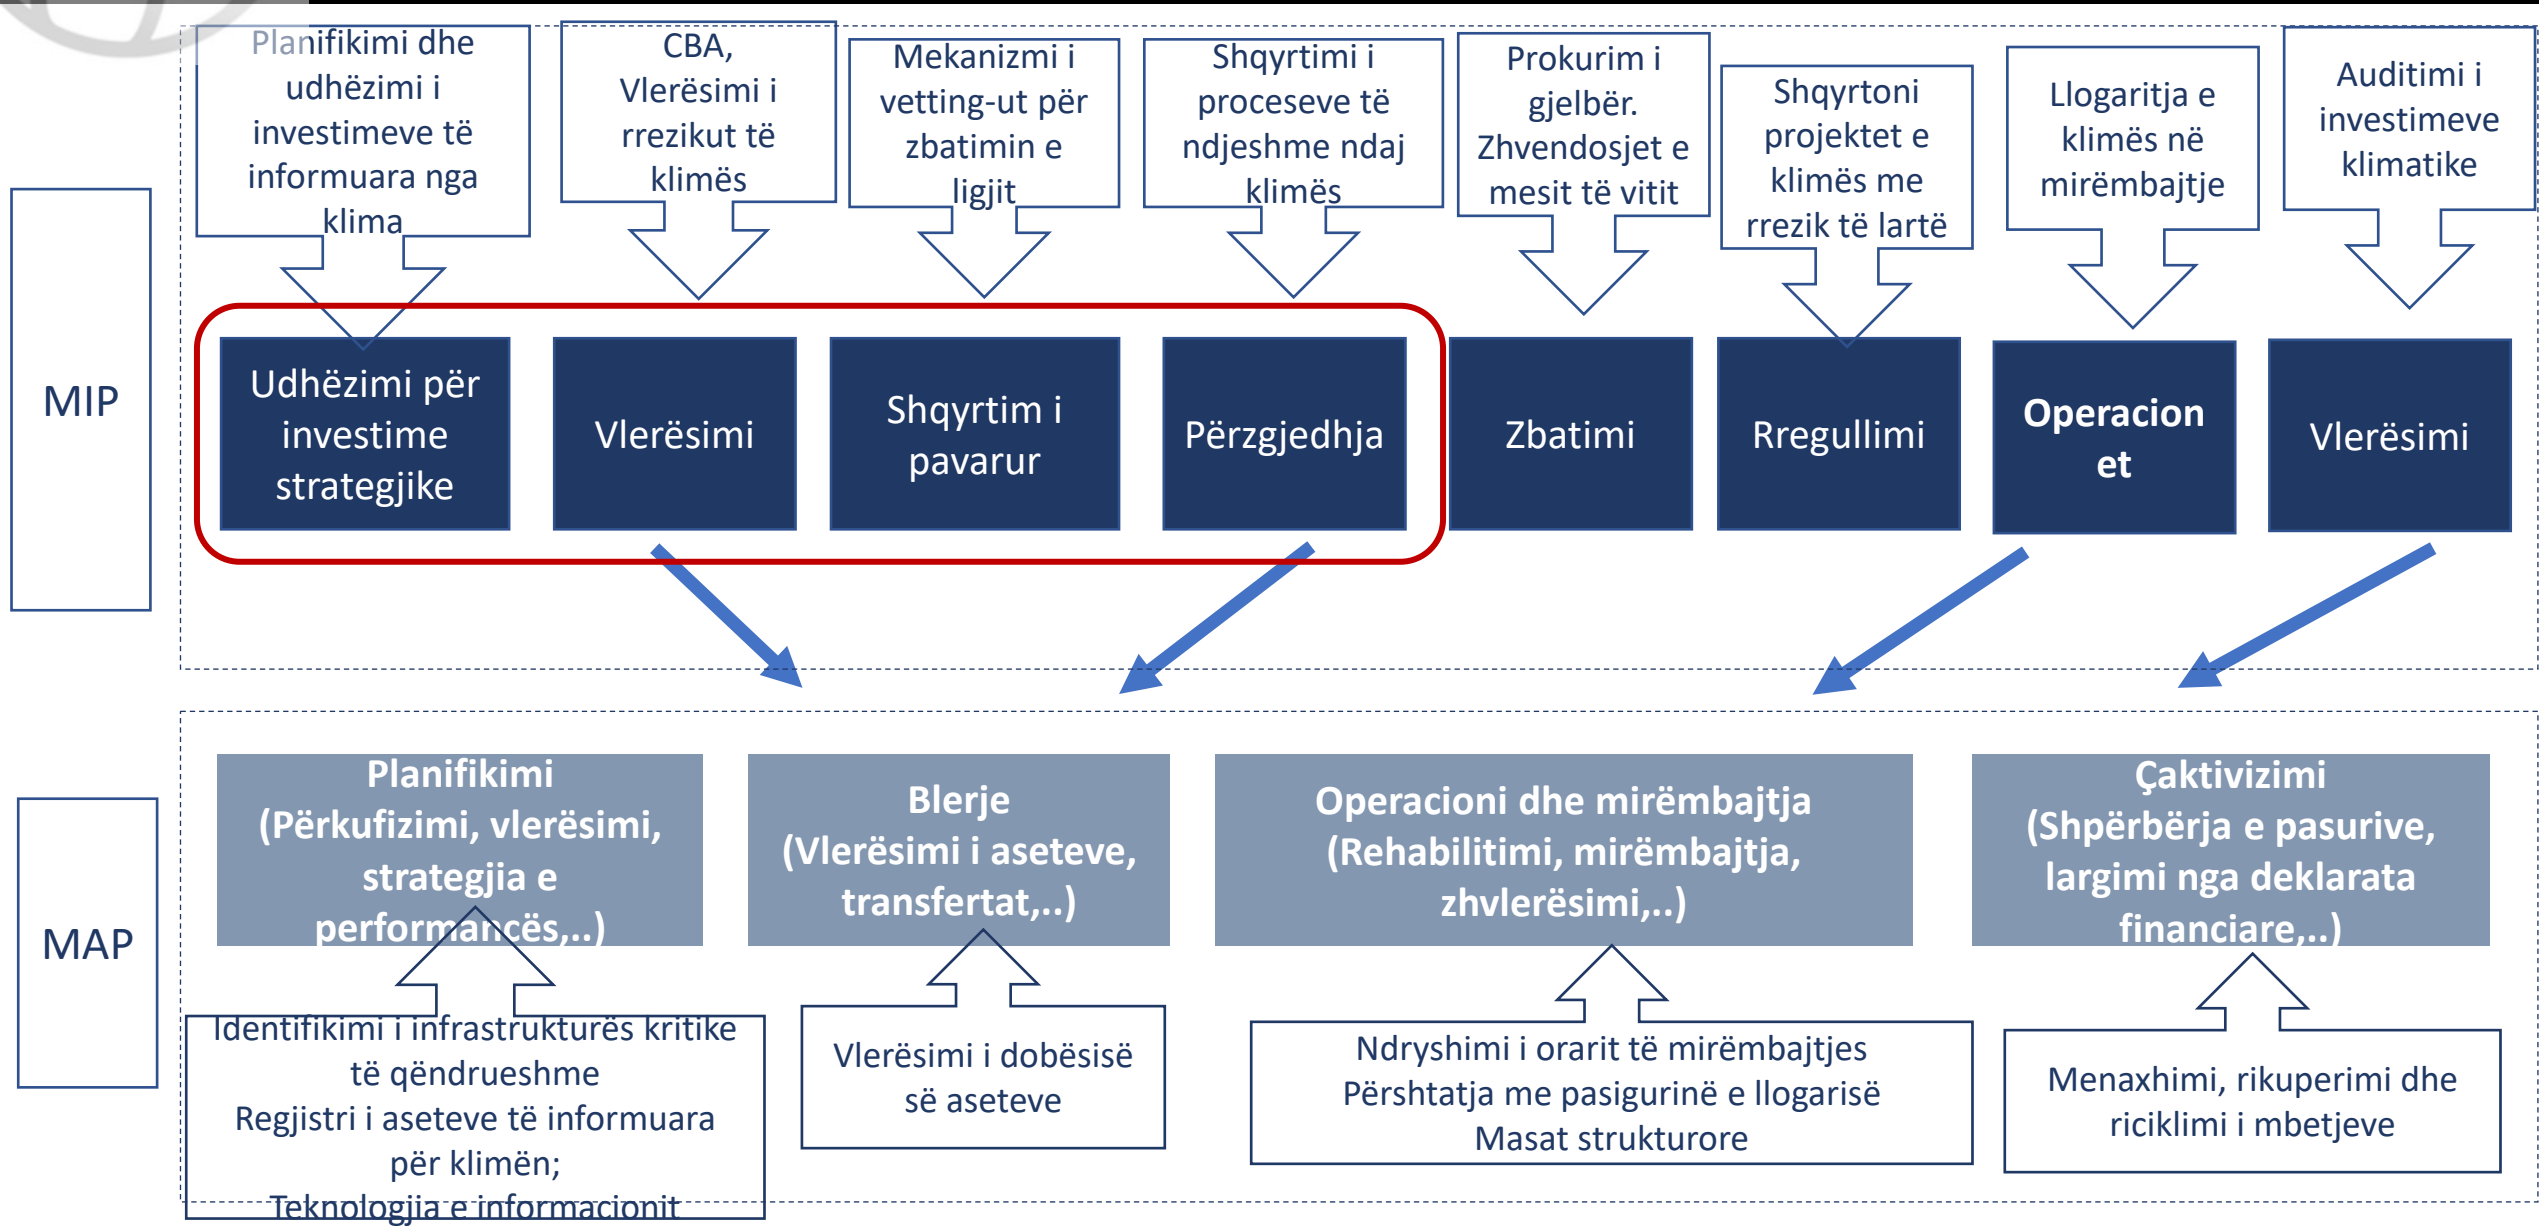 Planifikimi dhe
udhëzimi i
investimeve të
informuara nga
klima
CBA,
Vlerësimi i
rrezikut të
klimës
Mekanizmi i
vetting-ut për
zbatimin e
ligjit
Shqyrtimi i
proceseve të
ndjeshme ndaj
klimës
Prokurim i
gjelbër.
Zhvendosjet e
mesit të vitit
Shqyrtoni
projektet e
klimës me
rrezik të lartë
Llogaritja e
klimës në
mirëmbajtje
Auditimi i
investimeve
klimatike
MIP
Udhëzimi për
investime
strategjike
Vlerësimi
Shqyrtim i
pavarur
Përzgjedhja
Zbatimi
Rregullimi
Operacion
et
Vlerësimi
MAP
Planifikimi
(Përkufizimi, vlerësimi,
strategjia e
performancës,..)
Blerje
(Vlerësimi i aseteve,
transfertat,..)
Operacioni dhe mirëmbajtja
(Rehabilitimi, mirëmbajtja,
zhvlerësimi,..)
Çaktivizimi
(Shpërbërja e pasurive,
largimi nga deklarata
financiare,..)
Identifikimi i infrastrukturës kritike
të qëndrueshme
Regjistri i aseteve të informuara
për klimën;
Teknologjia e informacionit
Vlerësimi i dobësisë
së aseteve
Ndryshimi i orarit të mirëmbajtjes
Përshtatja me pasigurinë e llogarisë
Masat strukturore
Menaxhimi, rikuperimi dhe
riciklimi i mbetjeve